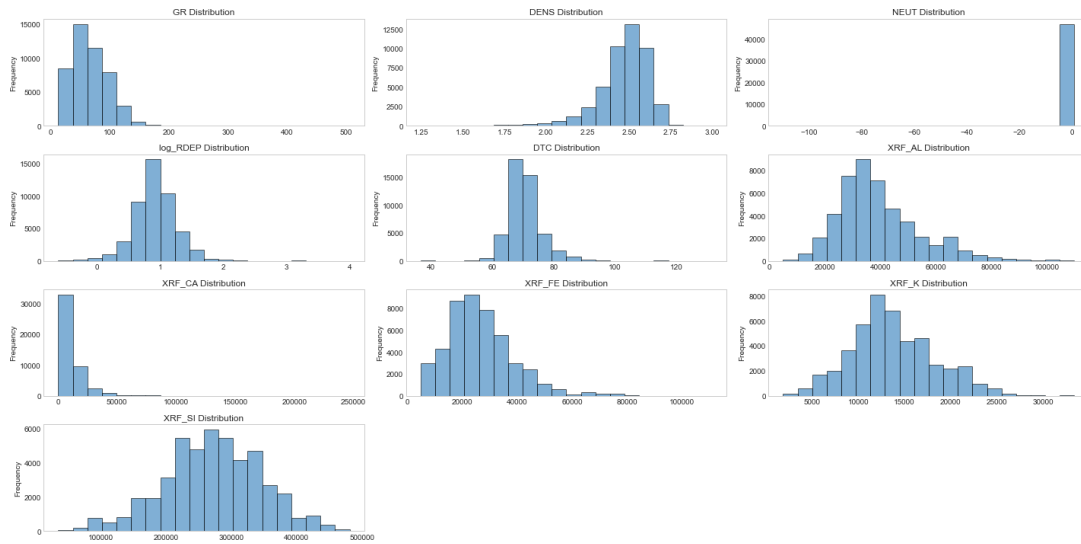 GR Distribution
Frequency
15000
10000
5000
0
0 100 200 300 400 500
DENS Distribution
Frequency
12500
10000
7500
5000
2500
0
1.25 1.50 1.75 2.00 2.25 2.50 2.75 3.00
NEUT Distribution
Frequency
40000
30000
20000
10000
0
-100 -80 -60 -40 -20 0
log_RDEP Distribution
Frequency
15000
10000
5000
0
0 1 2 3 4
DTC Distribution
Frequency
15000
10000
5000
0
40 60 80 100 120
XRF_AL Distribution
Frequency
8000
6000
4000
2000
0
0 20000 40000 60000 80000 100000
XRF_CA Distribution
Frequency
30000
20000
10000
0
0 50000 100000 150000 200000 250000
XRF_FE Distribution
Frequency
8000
6000
4000
2000
0
20000 40000 60000 80000 100000
XRF_K Distribution
Frequency
8000
6000
4000
2000
0
5000 10000 15000 20000 25000 30000
XRF_SI Distribution
Frequency
6000
4000
2000
0
100000 200000 300000 400000 500000